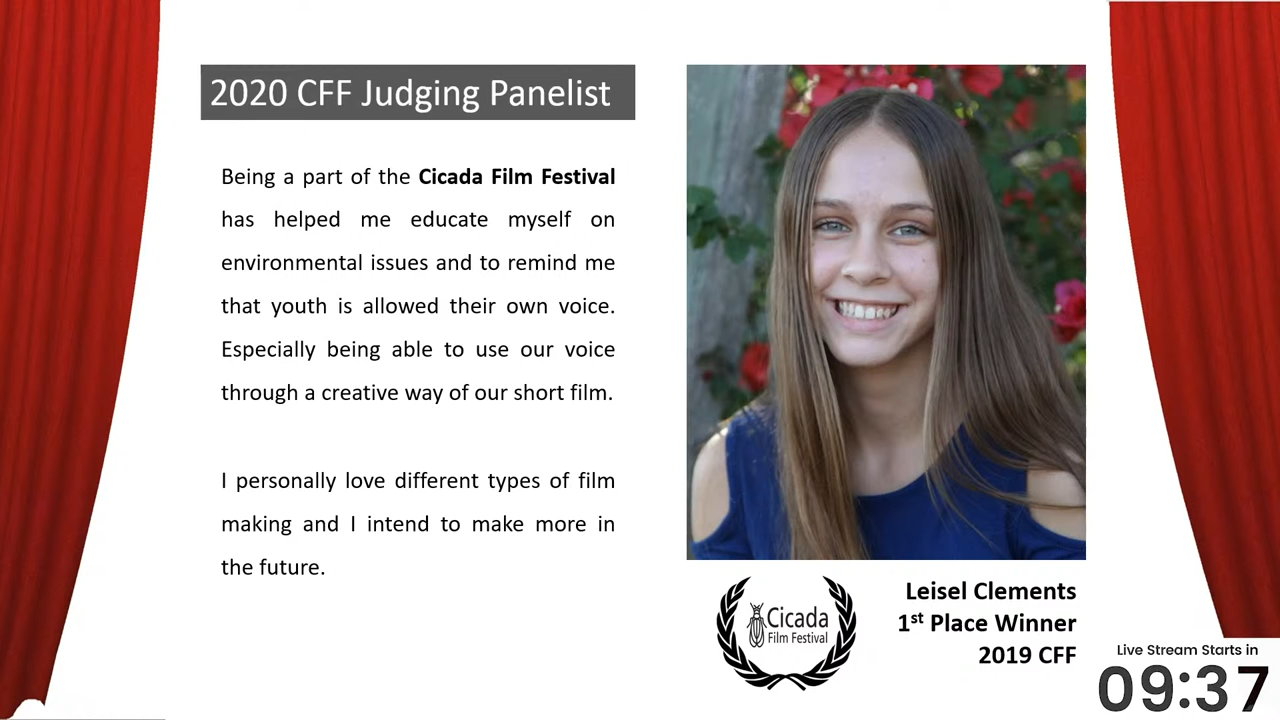 2020 CFF Judging Panelist
Being a part of the Cicada Film Festival
has helped me educate myself on
environmental issues and to remind me
that youth is allowed their own voice.
Especially being able to use our voice
through a creative way of our short film.
I personally love different types of film
making and I intend to make more in
the future.
Cicada
Film Festival
Leisel Clements
1st Place Winner
2019 CFF
Live Stream Starts in
09:37